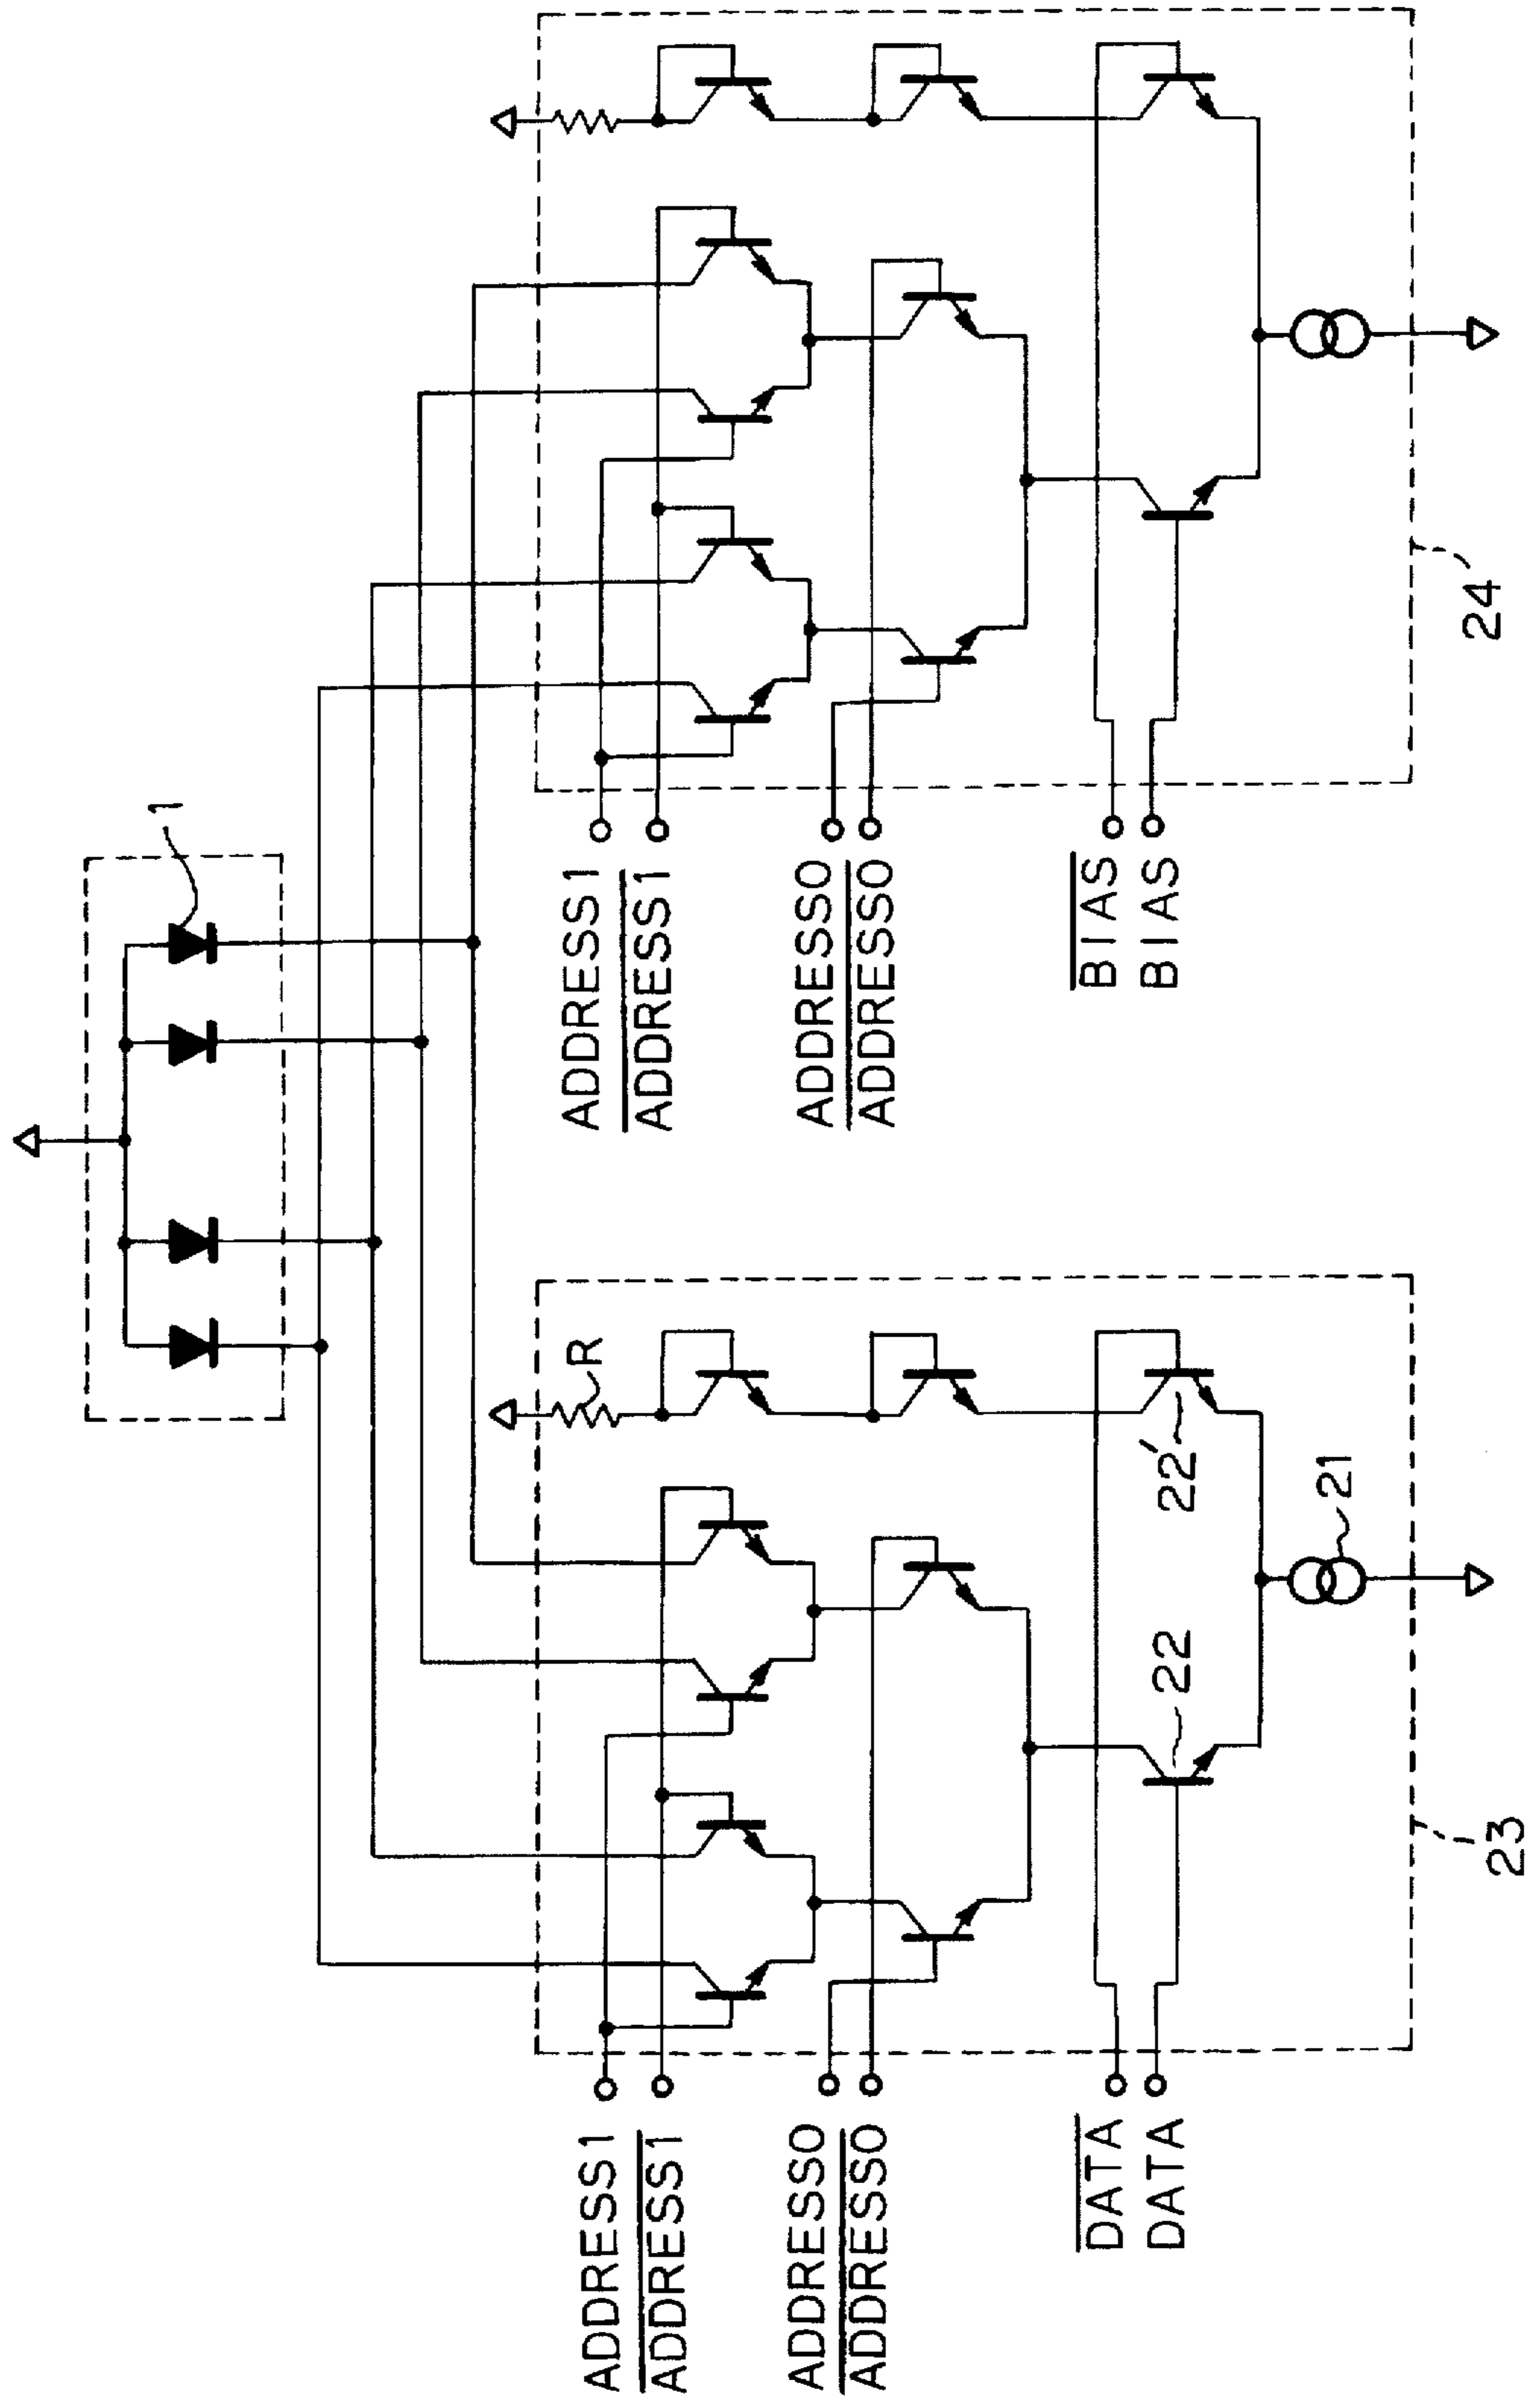 1
ADDRESS1
ADDRESS1
ADDRESS0
ADDRESS0
BIAS
BIAS
24
R
22'
21
22
23
ADDRESS1
ADDRESS1
ADDRESS0
ADDRESS0
DATA
DATA